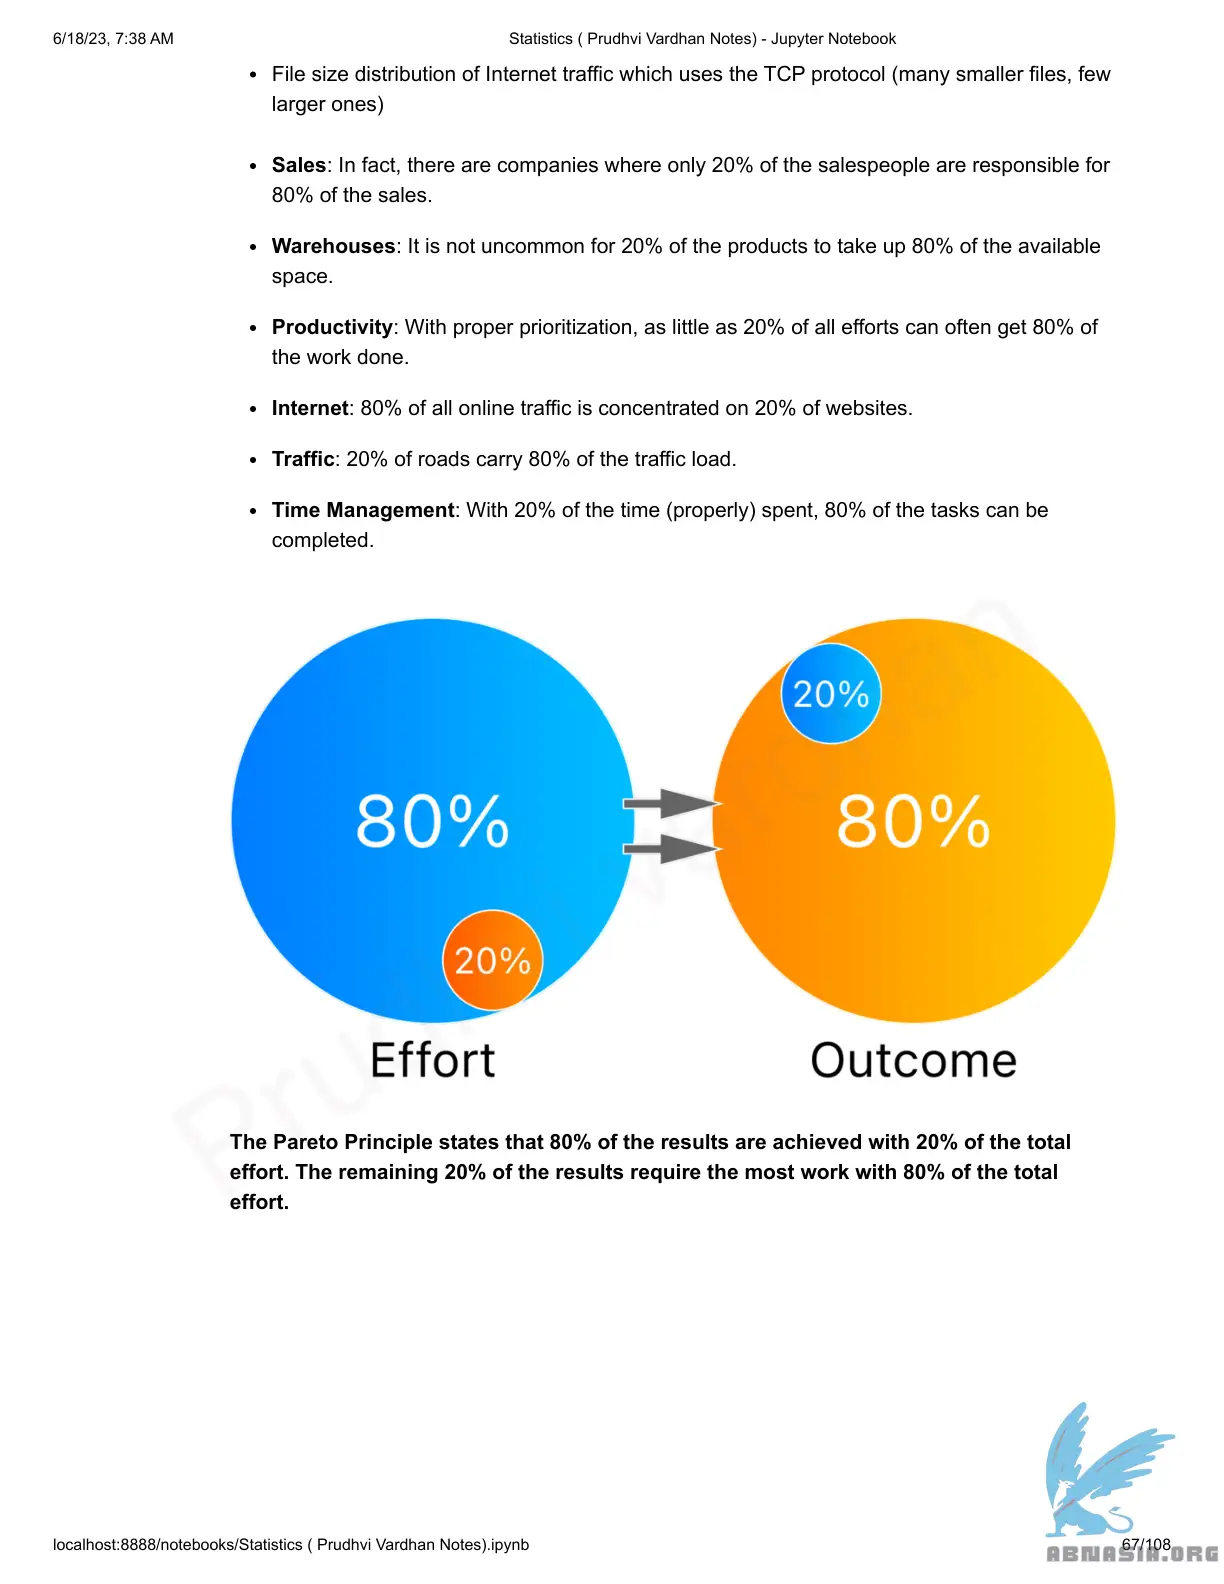 6/18/23, 7:38 AM
Statistics ( Prudhvi Vardhan Notes) - Jupyter Notebook
• File size distribution of Internet traffic which uses the TCP protocol (many smaller files, few
larger ones)
• Sales: In fact, there are companies where only 20% of the salespeople are responsible for
80% of the sales.
• Warehouses: It is not uncommon for 20% of the products to take up 80% of the available
space.
• Productivity: With proper prioritization, as little as 20% of all efforts can often get 80% of
the work done.
• Internet: 80% of all online traffic is concentrated on 20% of websites.
• Traffic: 20% of roads carry 80% of the traffic load.
• Time Management: With 20% of the time (properly) spent, 80% of the tasks can be
completed.
80%
20%
Effort
20%
80%
Outcome
The Pareto Principle states that 80% of the results are achieved with 20% of the total
effort. The remaining 20% of the results require the most work with 80% of the total
effort.
localhost:8888/notebooks/Statistics ( Prudhvi Vardhan Notes).ipynb
67/108
ABNASIA.ORG